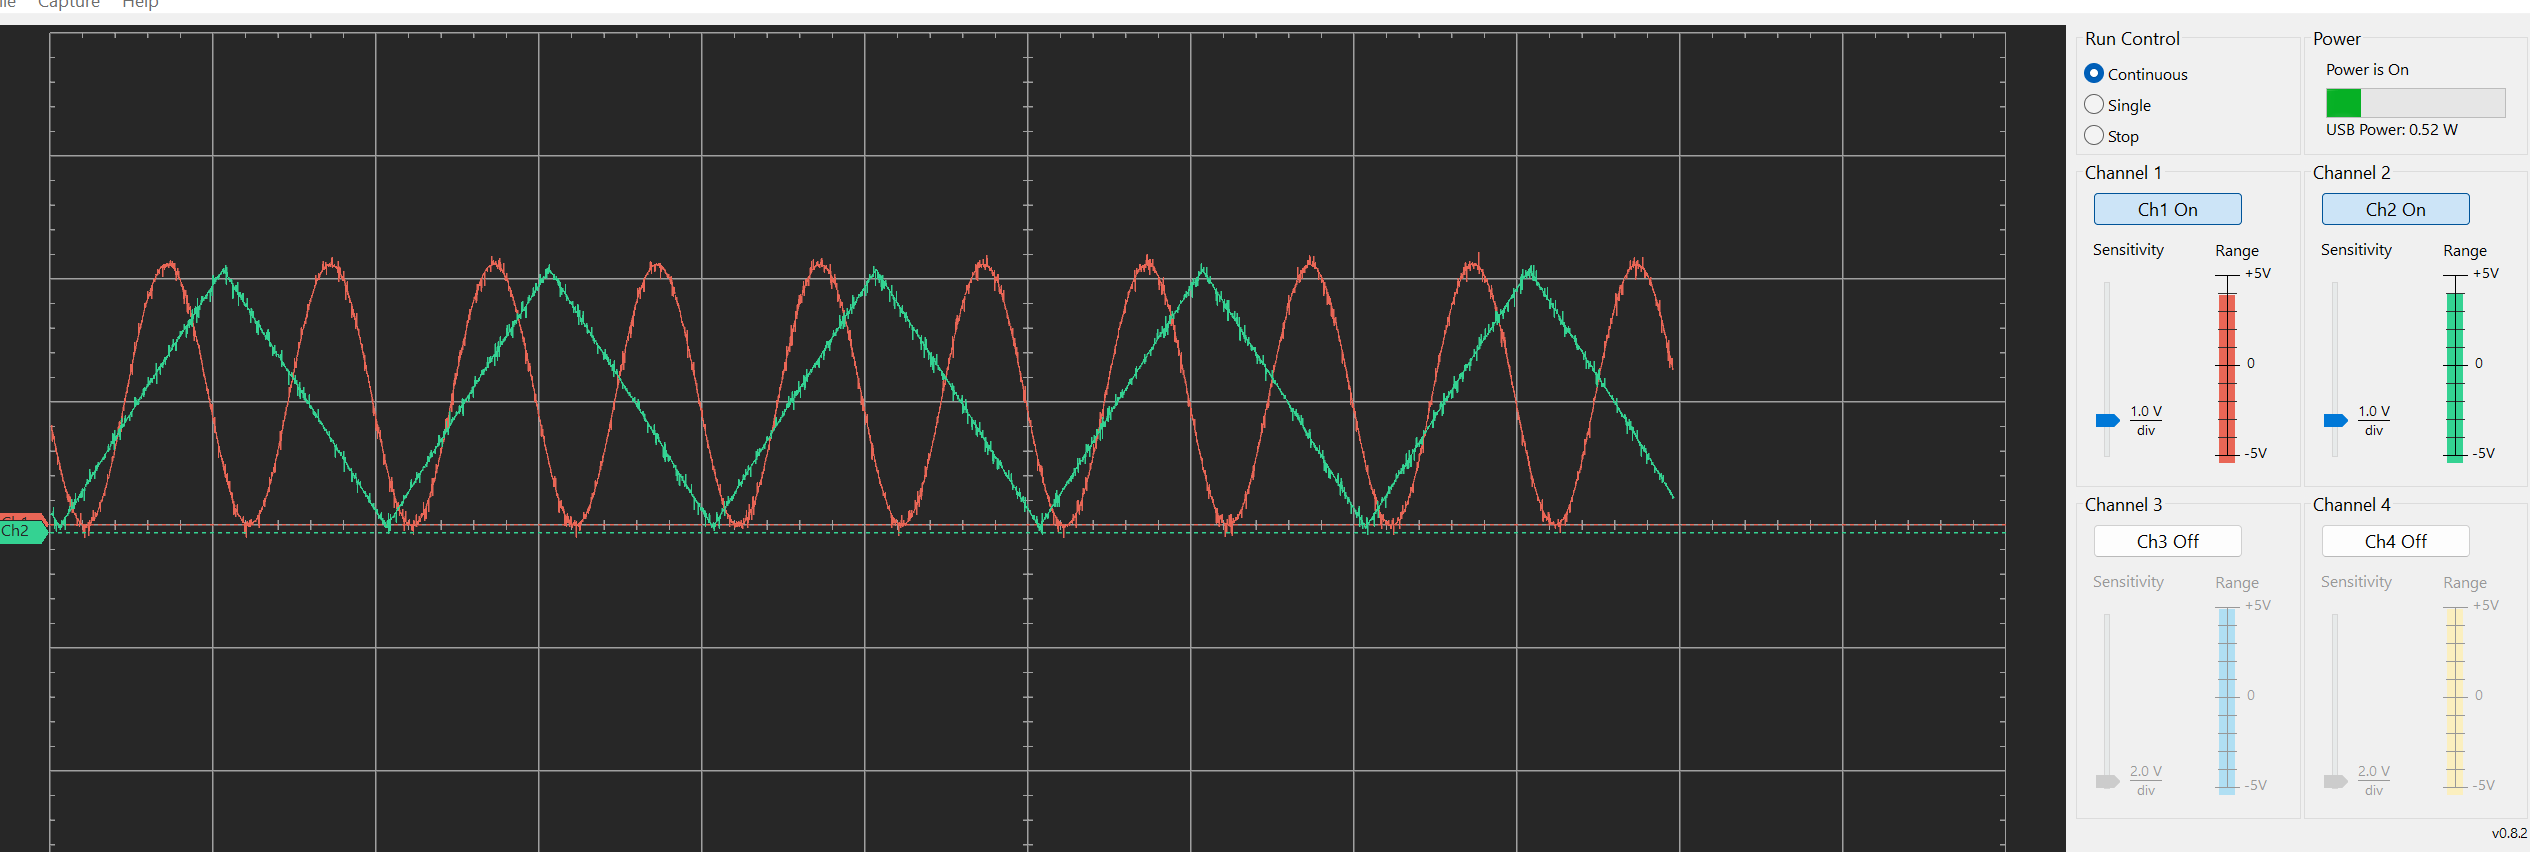 Capture Help
Run Control
Continuous
Single
Stop
Power
Power is On
USB Power: 0.52 W
Channel 1
Ch1 On
Sensitivity
Range
+5V
0
-5V
1.0 V
div
Channel 2
Ch2 On
Sensitivity
Range
+5V
0
-5V
1.0 V
div
Ch2
Channel 3
Ch3 Off
Sensitivity
Range
+5V
0
-5V
2.0 V
div
Channel 4
Ch4 Off
Sensitivity
Range
+5V
0
-5V
2.0 V
div
v0.8.2